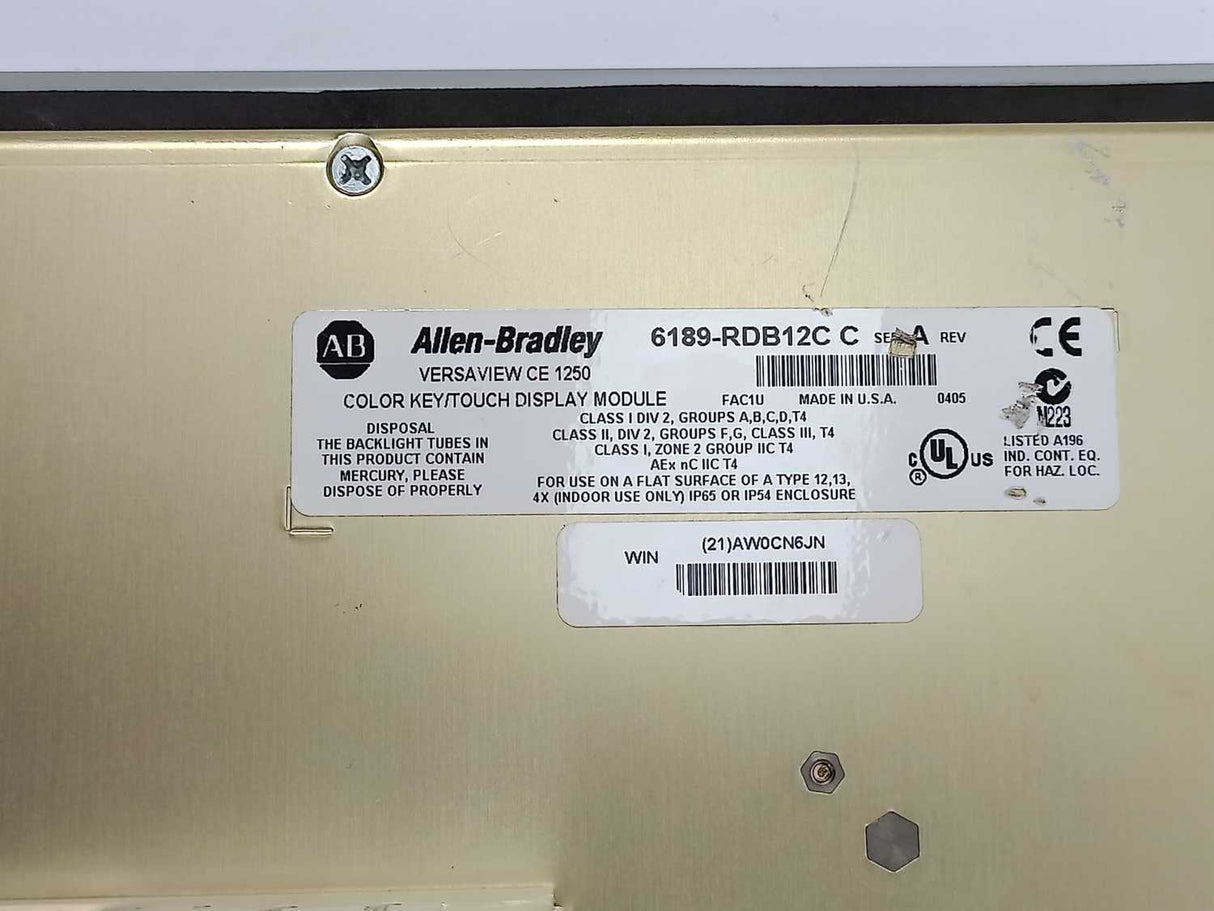 AB Allen-Bradley 6189-RDB12C C SER A REV CE
VERSAVIEW CE 1250
COLOR KEY/TOUCH DISPLAY MODULE FAC1U MADE IN U.S.A. 0405
CLASS I DIV 2, GROUPS A,B,C,D,T4
CLASS II, DIV 2, GROUPS F,G, CLASS III, T4
CLASS I, ZONE 2 GROUP IIC T4
AEx nC IIC T4
FOR USE ON A FLAT SURFACE OF A TYPE 12,13,
4X (INDOOR USE ONLY) IP65 OR IP54 ENCLOSURE
DISPOSAL
THE BACKLIGHT TUBES IN
THIS PRODUCT CONTAIN
MERCURY, PLEASE
DISPOSE OF PROPERLY
N223
C UL US
®
LISTED A196
IND. CONT. EQ.
FOR HAZ. LOC.
WIN (21)AW0CN6JN